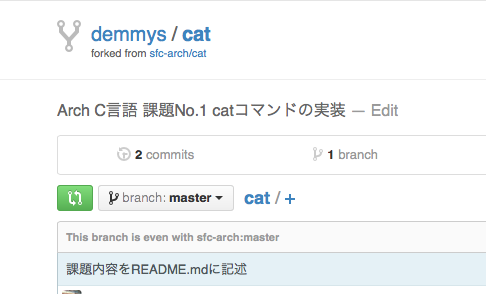 demmys / cat
forked from sfc-arch/cat
Arch C言語 課題No.1 catコマンドの実装 — Edit
2 commits 1 branch
branch: master cat / +
This branch is even with sfc-arch:master
課題内容をREADME.mdに記述